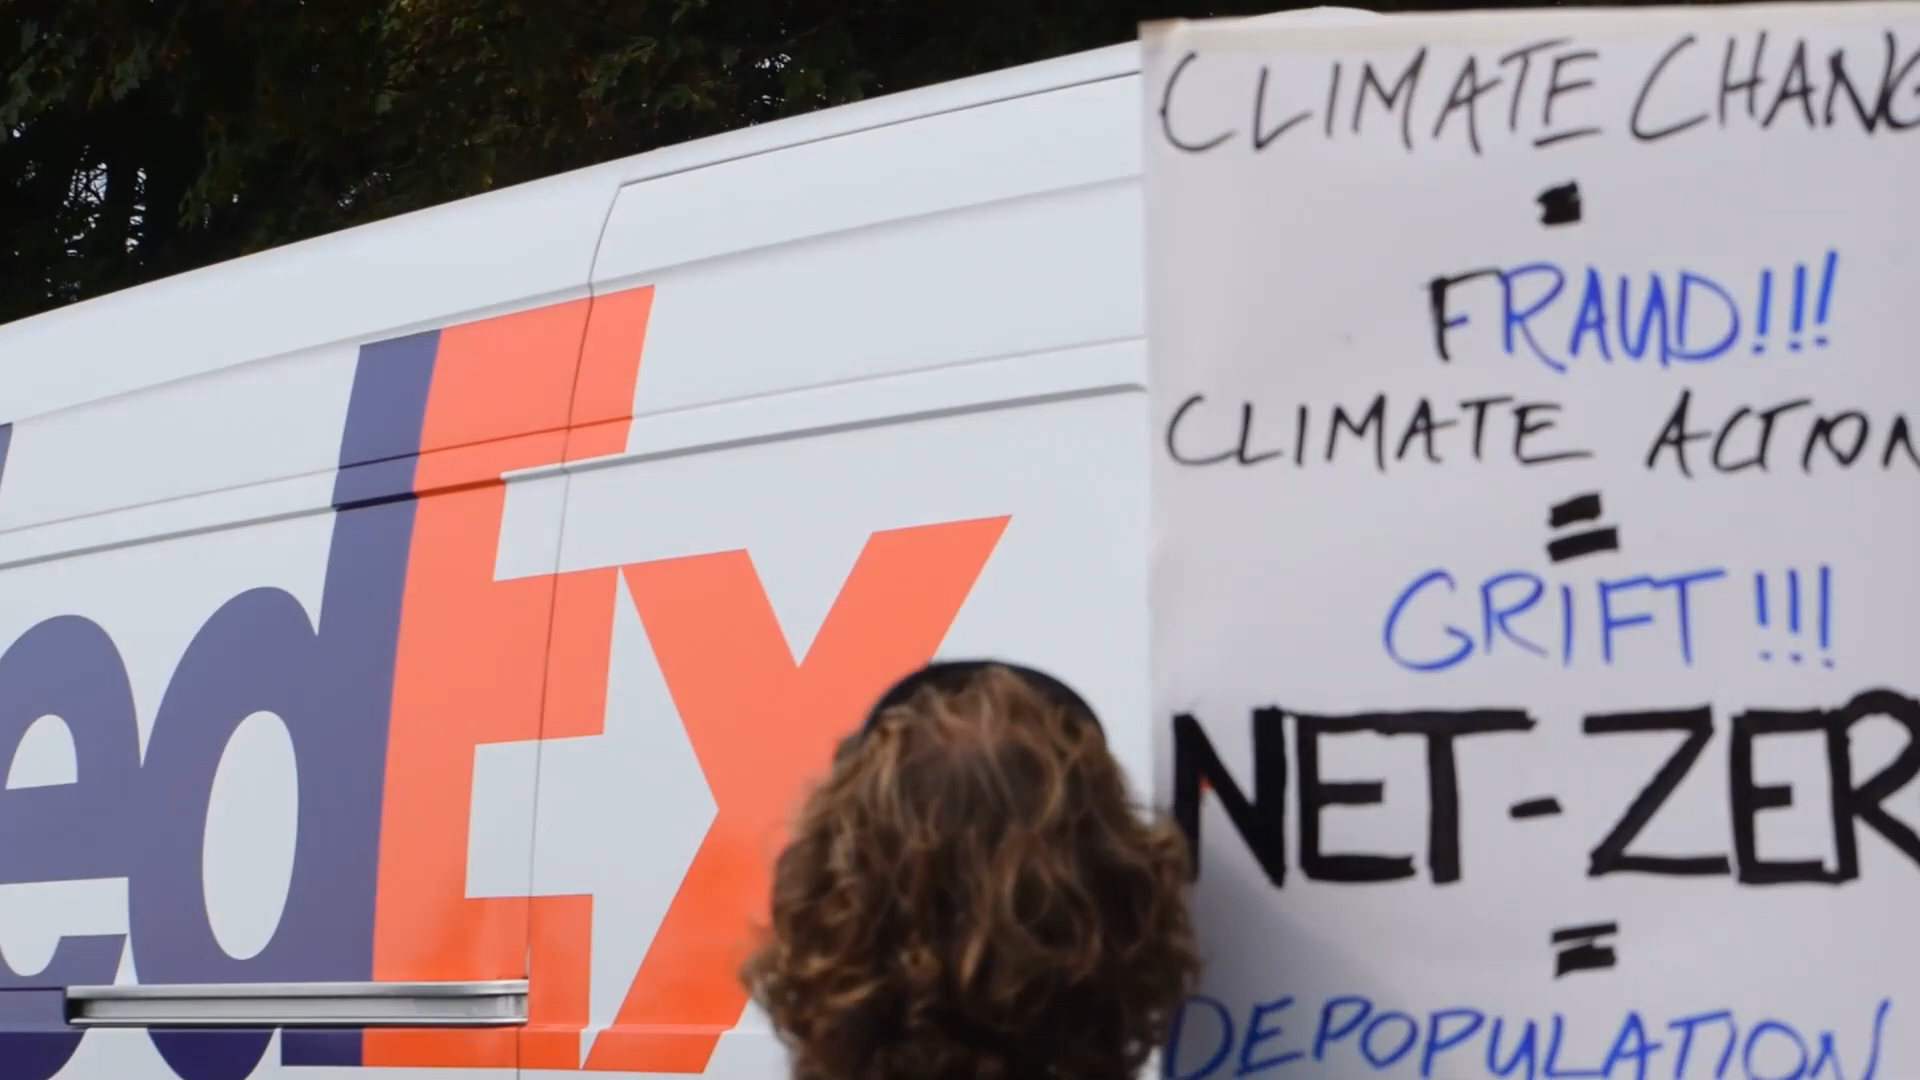 edEx
CLIMATE CHANG
=
FRAUD!!!
CLIMATE ACTION
=
GRIFT!!!
NET-ZER
=
DEPOPULATION